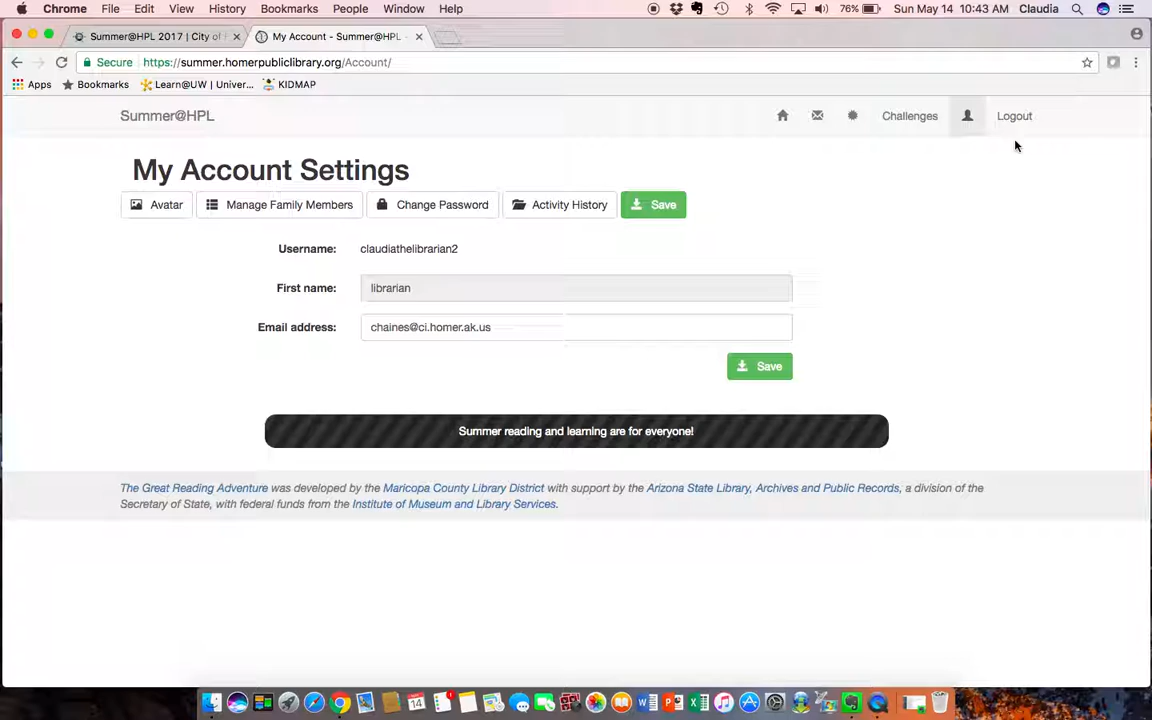 Chrome File Edit View History Bookmarks People Window Help 76% Sun May 14 10:43 AM Claudia
Summer@HPL 2017 | City of My Account - Summer@HPL -
Secure https://summer.homerpubliclibrary.org/Account/
Apps Bookmarks Learn@UW | Univer... KIDMAP
Summer@HPL Challenges Logout
My Account Settings
Avatar Manage Family Members Change Password Activity History Save
Username: claudiathelibrarian2
First name: librarian
Email address: chaines@ci.homer.ak.us
Save
Summer reading and learning are for everyone!
The Great Reading Adventure was developed by the Maricopa County Library District with support by the Arizona State Library, Archives and Public Records, a division of the
Secretary of State, with federal funds from the Institute of Museum and Library Services.